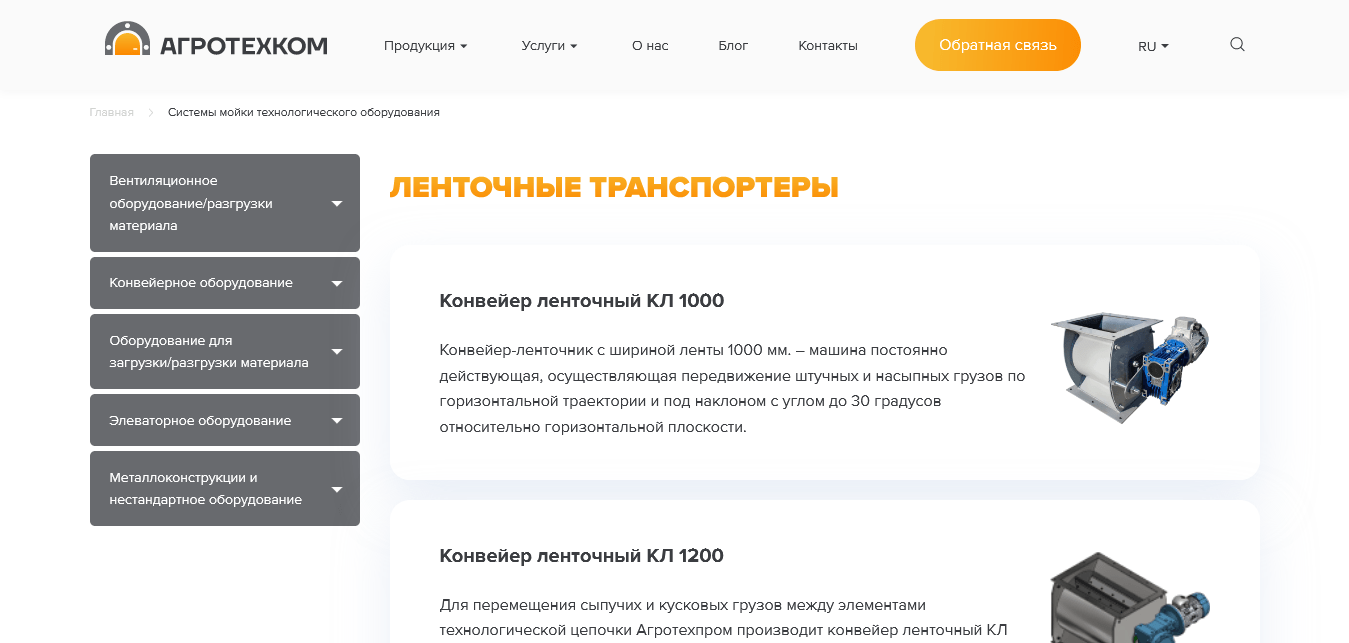 АГРОТЕХКОМ
Продукция
Услуги
О нас
Блог
Контакты
Обратная связь
RU
Главная
Системы мойки технологического оборудования
Вентиляционное
оборудование/разгрузки
материала
Конвейерное оборудование
Оборудование для
загрузки/разгрузки материала
Элеваторное оборудование
Металлоконструкции и
нестандартное оборудование
ЛЕНТОЧНЫЕ ТРАНСПОРТЕРЫ
Конвейер ленточный КЛ 1000
Конвейер-ленточник с шириной ленты 1000 мм. – машина постоянно
действующая, осуществляющая передвижение штучных и насыпных грузов по
горизонтальной траектории и под наклоном с углом до 30 градусов
относительно горизонтальной плоскости.
Конвейер ленточный КЛ 1200
Для перемещения сыпучих и кусковых грузов между элементами
технологической цепочки Агротехпром производит конвейер ленточный КЛ